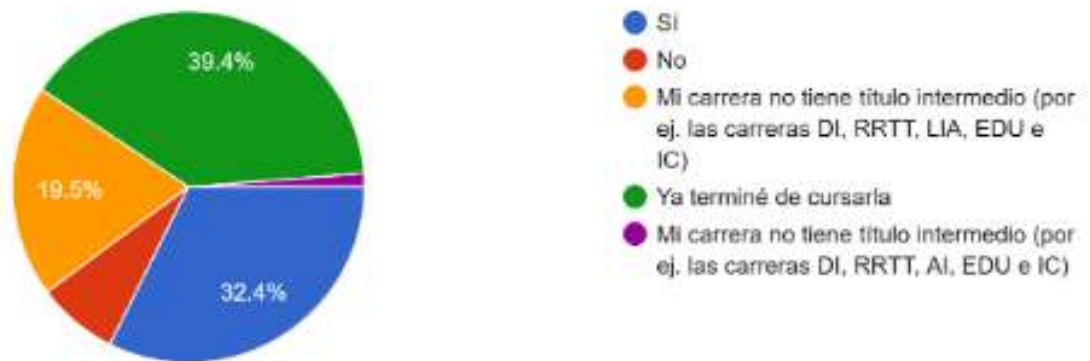 39.4%
19.5%
32.4%
Sí
No
Mi carrera no tiene título intermedio (por
ej. las carreras DI, RRTT, LIA, EDU e
IC)
Ya terminé de cursarla
Mi carrera no tiene título intermedio (por
ej. las carreras DI, RRTT, AI, EDU e IC)